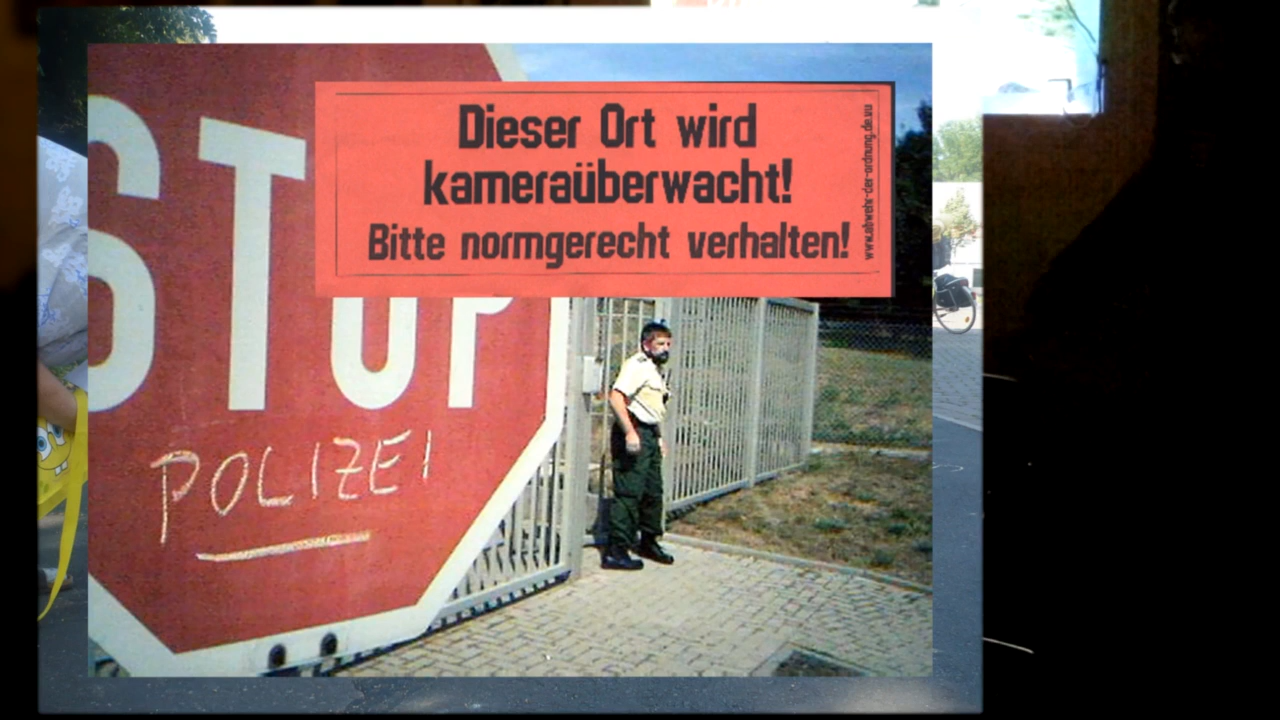 STOP
Dieser Ort wird
kameraüberwacht!
Bitte normgerecht verhalten!
www.abwehr-der-ordnung.de.vu
POLIZEI